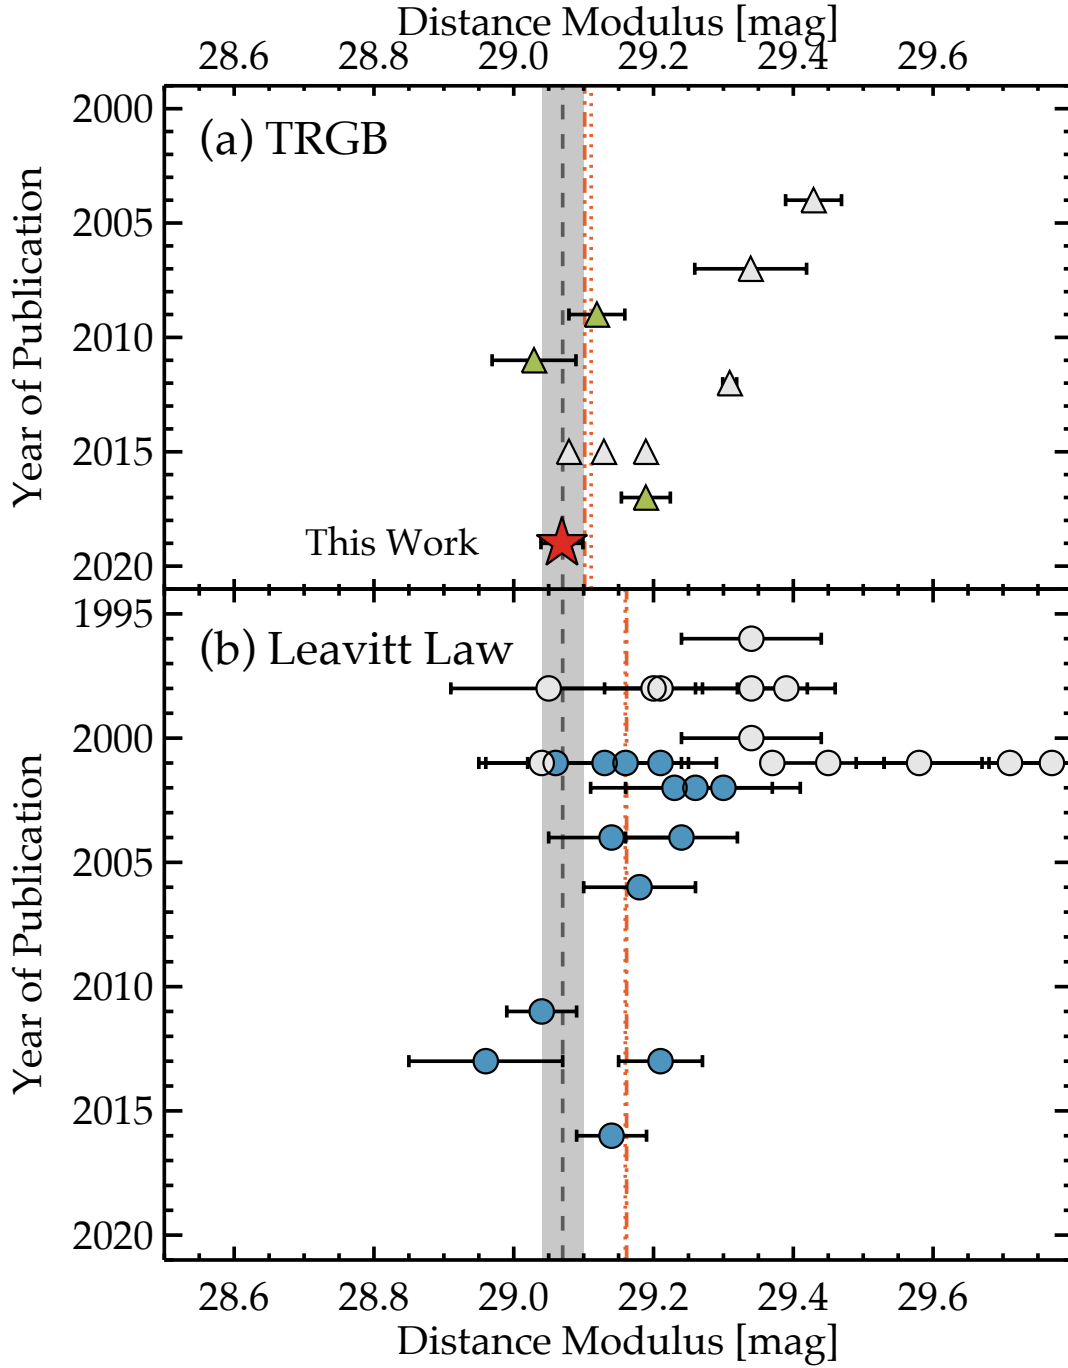 Distance Modulus [mag]
28.6 28.8 29.0 29.2 29.4 29.6
2000
(a) TRGB
2005
Year of Publication
2010
2015
This Work
2020
1995
(b) Leavitt Law
2000
2005
Year of Publication
2010
2015
2020
28.6 28.8 29.0 29.2 29.4 29.6
Distance Modulus [mag]